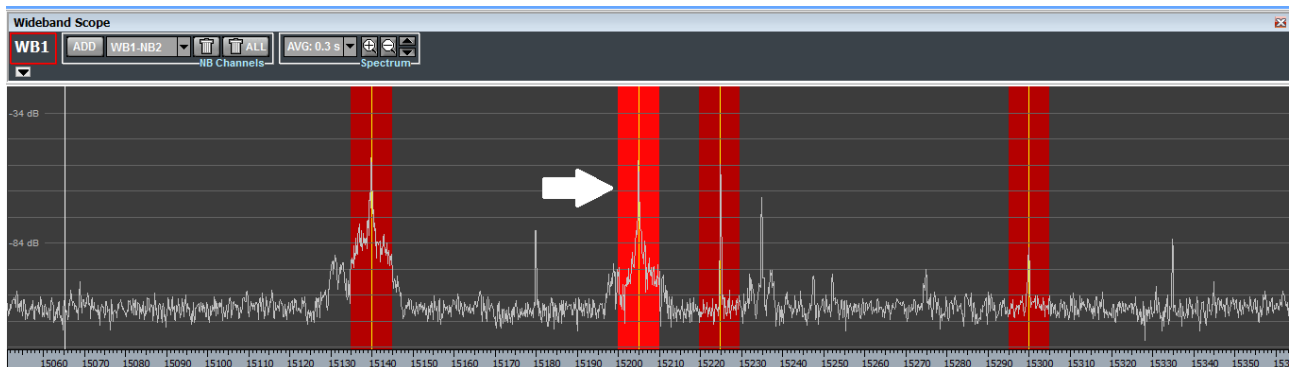 Wideband Scope
WB1 ADD WB1-NB2 ALL AVG: 0.3 s
NB Channels Spectrum
-34 dB
-84 dB
15060 15070 15080 15090 15100 15110 15120 15130 15140 15150 15160 15170 15180 15190 15200 15210 15220 15230 15240 15250 15260 15270 15280 15290 15300 15310 15320 15330 15340 15350